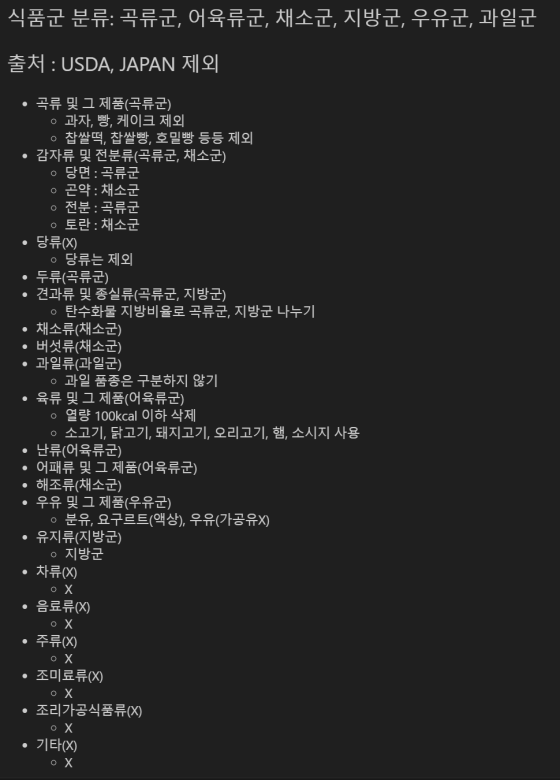 식품군 분류: 곡류군, 어육류군, 채소군, 지방군, 우유군, 과일군
출처 : USDA, JAPAN 제외
곡류 및 그 제품(곡류군)
과자, 빵, 케이크 제외
찹쌀떡, 찹쌀빵, 호밀빵 등등 제외
감자류 및 전분류(곡류군, 채소군)
당면 : 곡류군
곤약 : 채소군
전분 : 곡류군
토란 : 채소군
당류(X)
당류는 제외
두류(곡류군)
견과류 및 종실류(곡류군, 지방군)
탄수화물 지방비율로 곡류군, 지방군 나누기
채소류(채소군)
버섯류(채소군)
과일류(과일군)
과일 품종은 구분하지 않기
육류 및 그 제품(어육류군)
열량 100kcal 이하 삭제
소고기, 닭고기, 돼지고기, 오리고기, 햄, 소시지 사용
난류(어육류군)
어패류 및 그 제품(어육류군)
해조류(채소군)
우유 및 그 제품(우유군)
분유, 요구르트(액상), 우유(가공유X)
유지류(지방군)
지방군
차류(X)
X
음료류(X)
X
주류(X)
X
조미료류(X)
X
조리가공식품류(X)
X
기타(X)
X